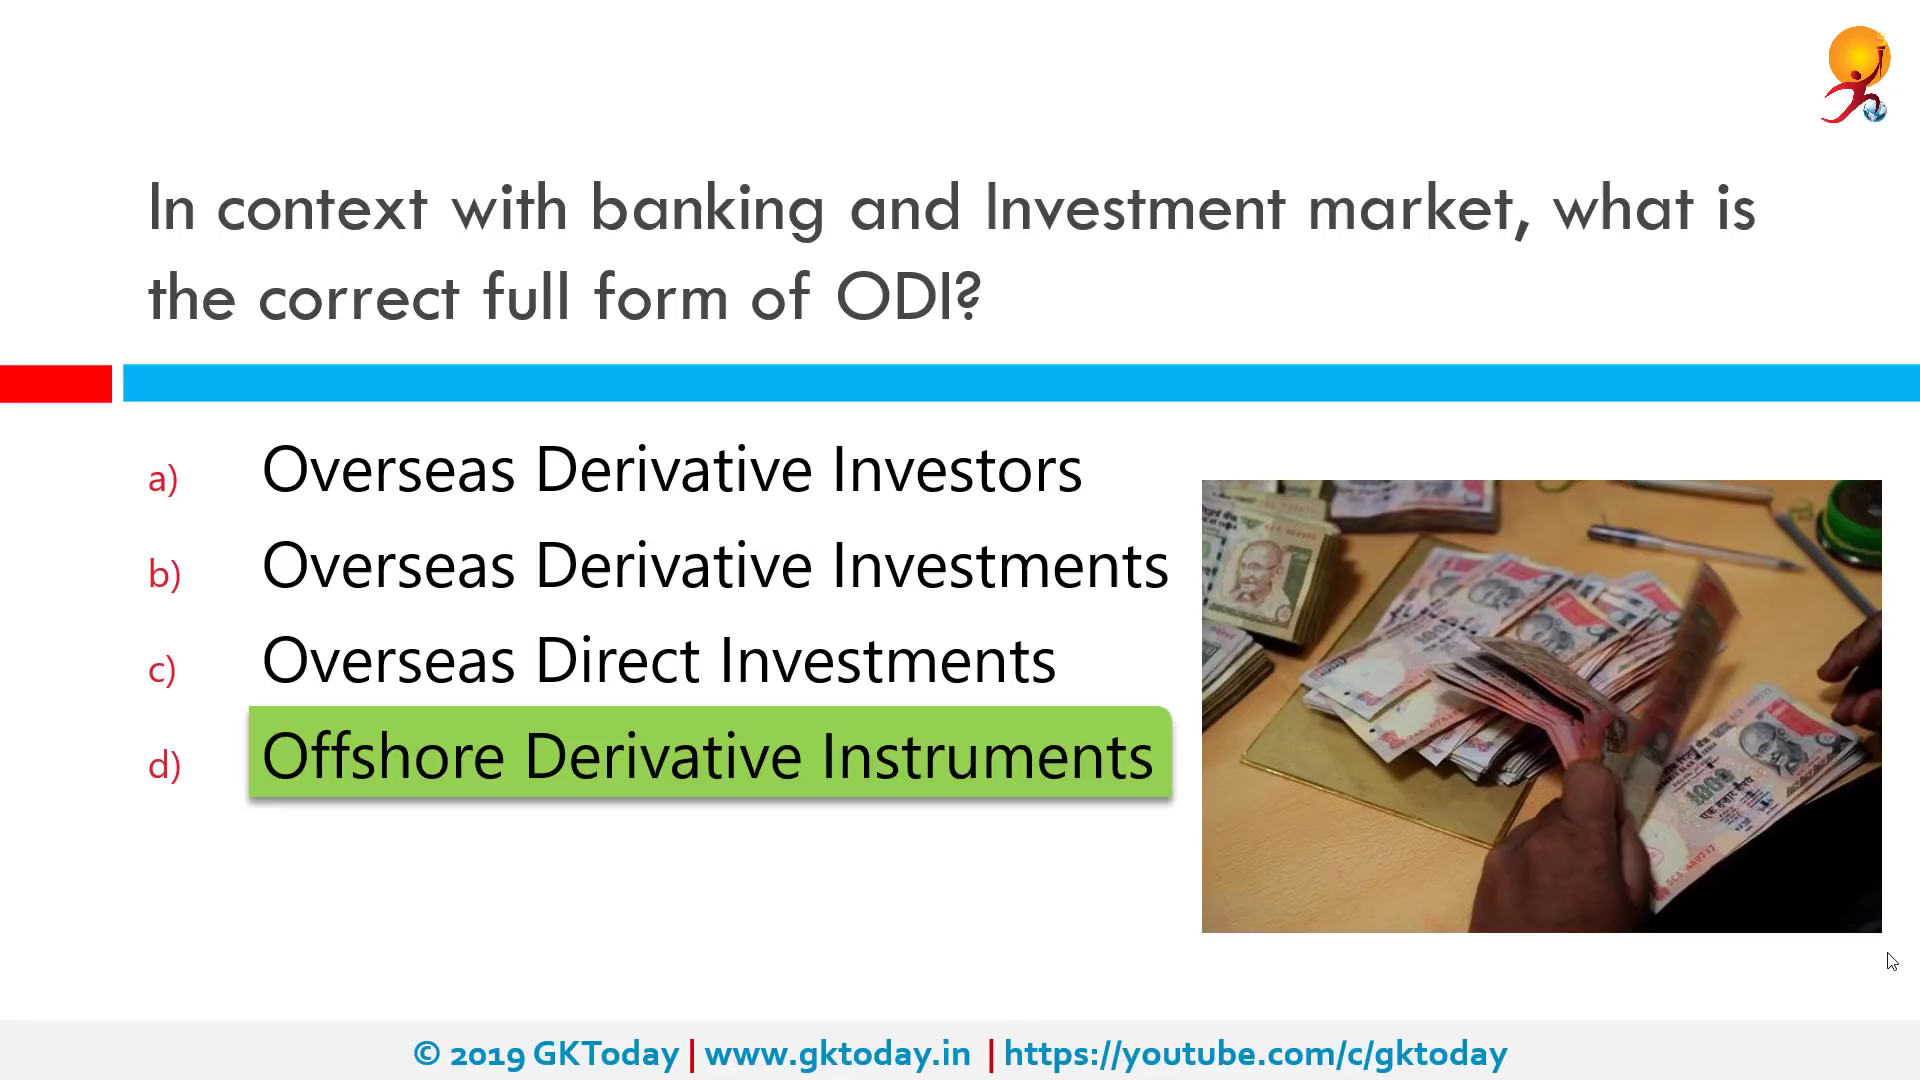 In context with banking and Investment market, what is
the correct full form of ODI?
a) Overseas Derivative Investors
b) Overseas Derivative Investments
c) Overseas Direct Investments
d) Offshore Derivative Instruments
© 2019 GKToday | www.gktoday.in | https://youtube.com/c/gktoday